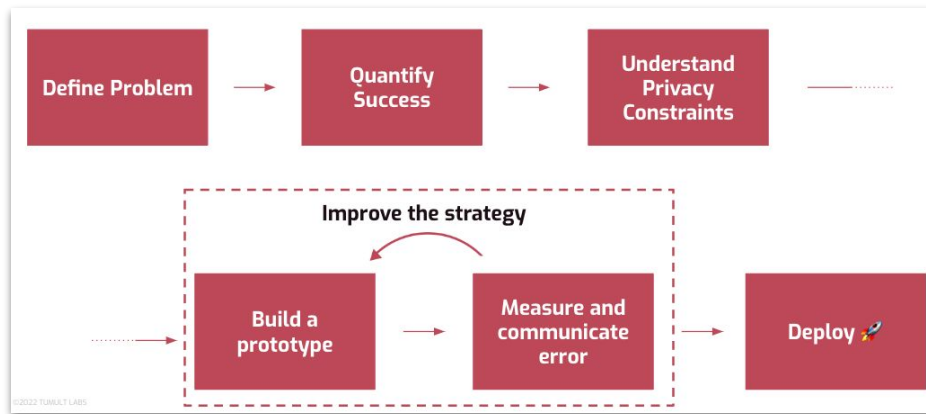 Define Problem
Quantify
Success
Understand
Privacy
Constraints
Improve the strategy
Build a
prototype
Measure and
communicate
error
Deploy 🚀
©2022 TUMULT LABS